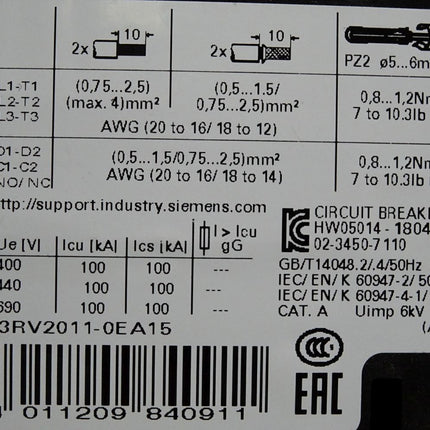 10
10
2x
2x
PZ2 ø5...6m
L1-T1
L2-T2
L3-T3
(0,75...2,5)
(max. 4)mm²
(0,5...1.5/
0,75...2,5)mm²
AWG (20 to 16/ 18 to 12)
0,8...1,2Nm
7 to 10.3lb
D1-D2
C1-C2
NO/ NC
(0,5...1,5/0,75...2,5)mm²
AWG (20 to 16/ 18 to 14)
0,8...1,2N
7 to 10.3lb
http://support.industry.siemens.com
CIRCUIT BREAKE
HW05014 - 1804
02-3450-7110
Ue [V] Icu [kA] Ics [kA] I > Icu
gG
400 100 100 ---
440 100 100 ---
690 100 100 ---
GB/T14048.2/.4/50Hz
IEC/ EN/ K 60947-2/ 50
IEC/ EN/ K 60947-4-1/
CAT. A Uimp 6kV
3RV2011-0EA15
CCC
EAC
011209 840911